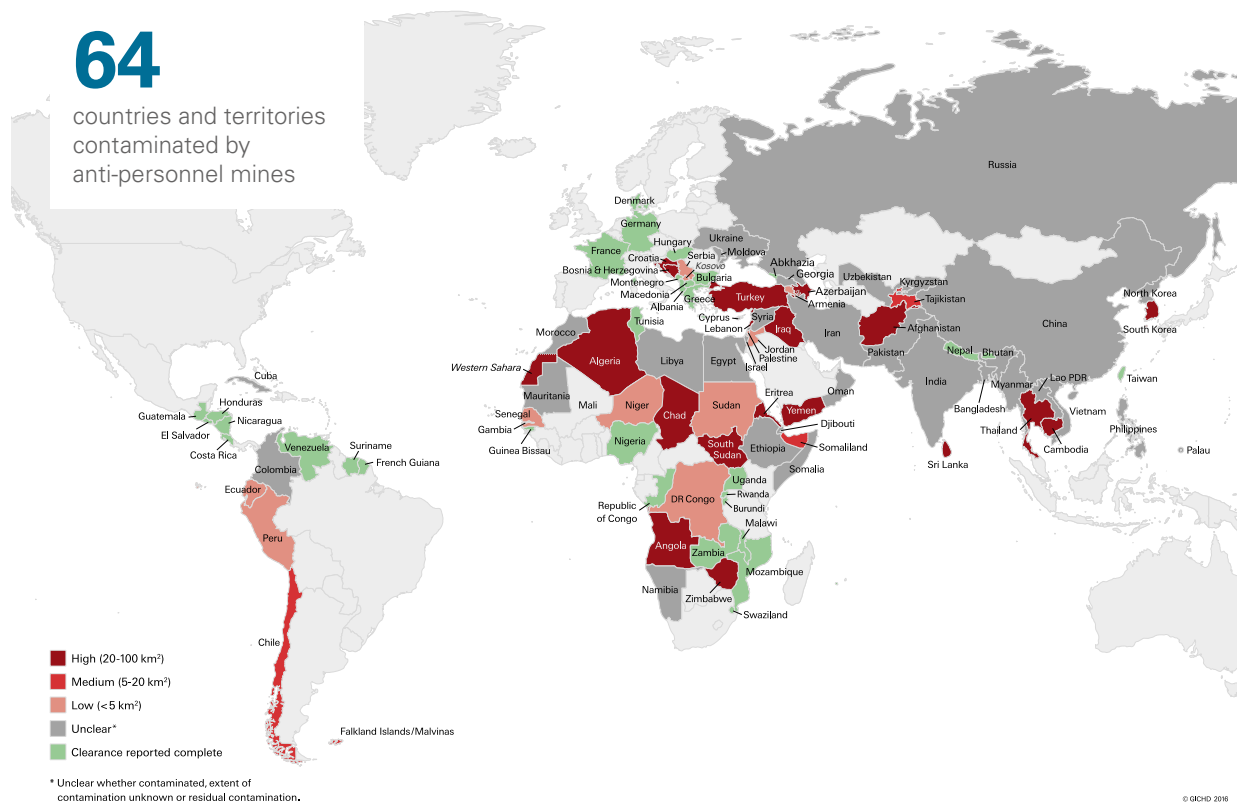 64
countries and territories
contaminated by
anti-personnel mines
Russia
Denmark
Germany
Hungary
Ukraine
France
Croatia
Serbia
Moldova
Kosovo
Abkhazia
Bosnia & Herzegovina
Georgia
Uzbekistan
Kyrgyzstan
Montenegro
Bulgaria
Azerbaijan
Macedonia
Greece
Turkey
Armenia
Tajikistan
North Korea
Albania
Tunisia
Cyprus
Syria
China
Morocco
Lebanon
Iraq
Iran
Afghanistan
South Korea
Algeria
Libya
Egypt
Jordan
Palestine
Israel
Pakistan
Nepal
Bhutan
Western Sahara
Cuba
India
Myanmar
Lao PDR
Taiwan
Mauritania
Mali
Niger
Chad
Sudan
Eritrea
Oman
Honduras
Guatemala
Senegal
Yemen
Bangladesh
Vietnam
Nicaragua
Gambia
Djibouti
Thailand
Philippines
El Salvador
Guinea Bissau
Nigeria
South
Sudan
Ethiopia
Somaliland
Cambodia
Palau
Costa Rica
Venezuela
Suriname
Sri Lanka
Colombia
French Guiana
Somalia
Ecuador
Uganda
DR Congo
Rwanda
Republic
of Congo
Burundi
Peru
Malawi
Angola
Zambia
Mozambique
Namibia
Zimbabwe
Swaziland
Chile
High (20-100 km²)
Medium (5-20 km²)
Low (<5 km²)
Unclear*
Falkland Islands/Malvinas
Clearance reported complete
* Unclear whether contaminated, extent of
contamination unknown or residual contamination.
© GICHD 2016